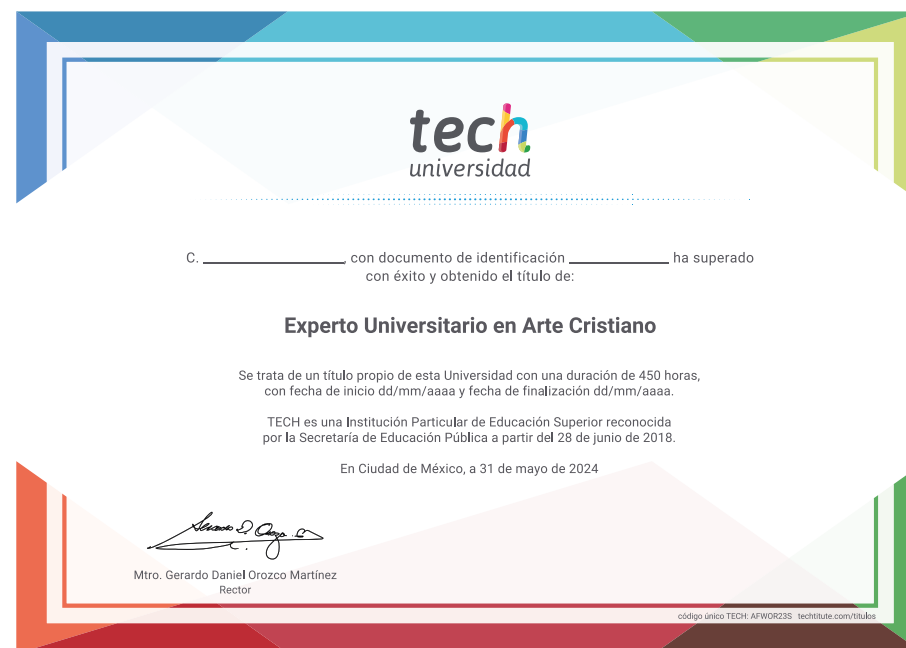 tech
universidad
C. ____________, con documento de identificación ____________ ha superado
con éxito y obtenido el título de:
Experto Universitario en Arte Cristiano
Se trata de un título propio de esta Universidad con una duración de 450 horas,
con fecha de inicio dd/mm/aaaa y fecha de finalización dd/mm/aaaa.
TECH es una Institución Particular de Educación Superior reconocida
por la Secretaría de Educación Pública a partir del 28 de junio de 2018.
En Ciudad de México, a 31 de mayo de 2024
Mtro. Gerardo Daniel Orozco Martínez
Rector
código único TECH: AFWOR23S techtitute.com/titulos